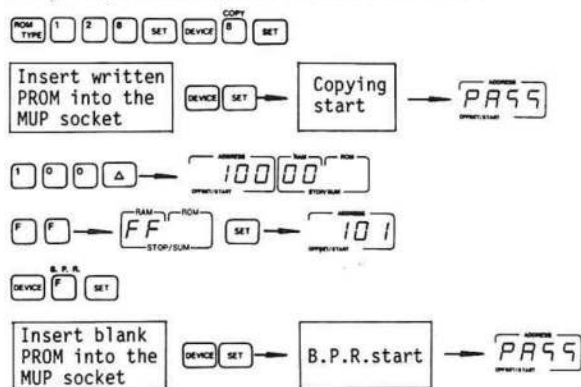 COPY
ROM TYPE 1 2 8 SET DEVICE B SET
Insert written
PROM into the
MUP socket
DEVICE SET
Copying
start
ADDRESS
PASS
OFFSET/START
1 0 0 △
ADDRESS RAM ROM
100 00
OFFSET/START STOP/SUM
F F
RAM ROM
FF
STOP/SUM
SET
ADDRESS
101
OFFSET/START
B. P. R.
DEVICE F SET
Insert blank
PROM into the
MUP socket
DEVICE SET
B.P.R.start
ADDRESS
PASS
OFFSET/START